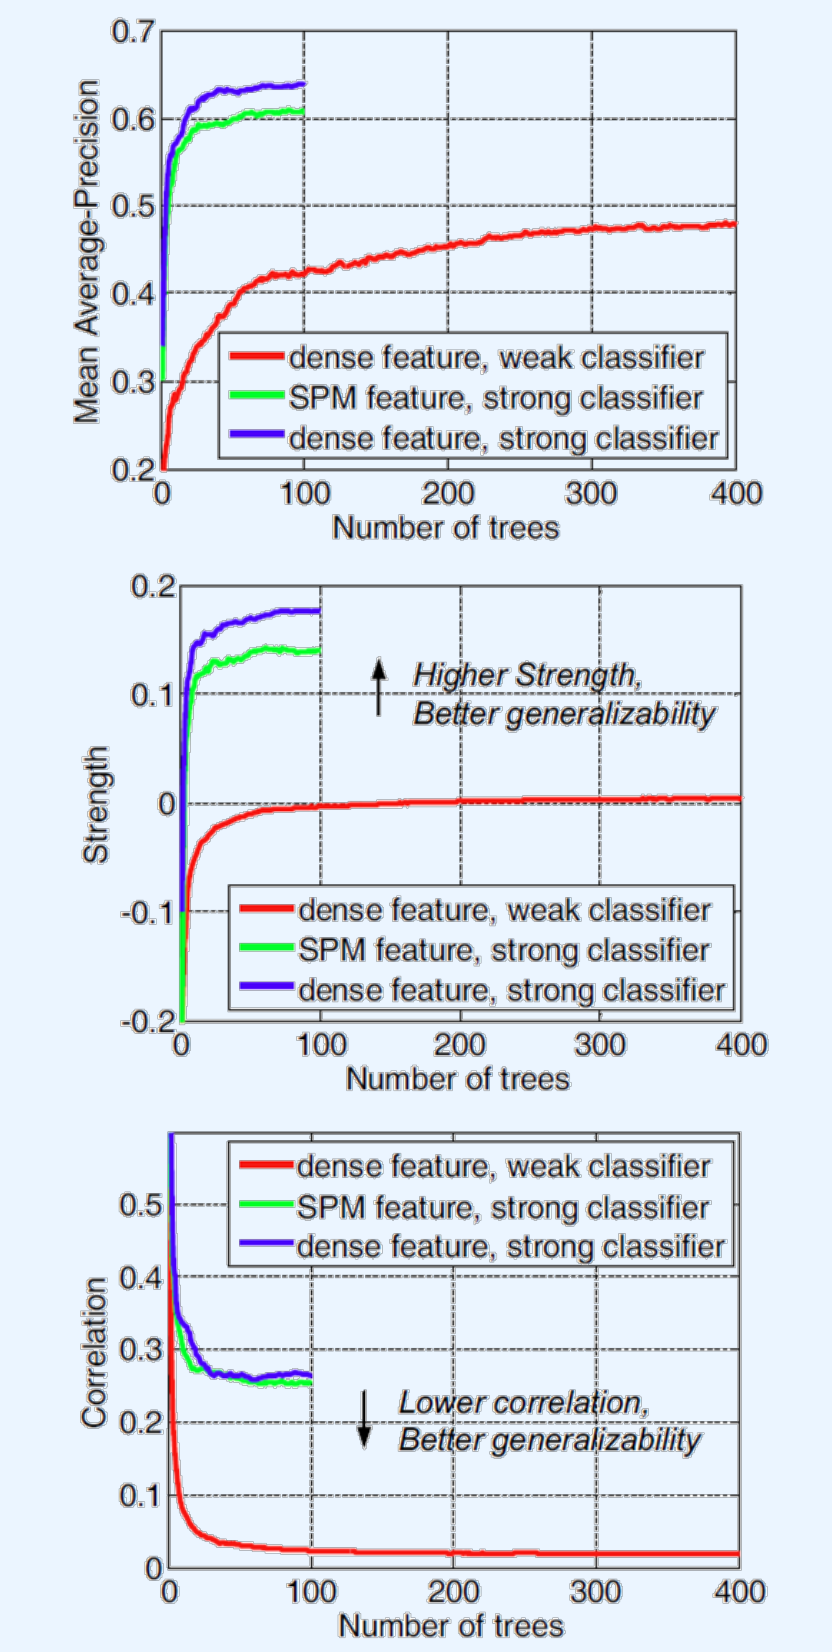 0.7
0.6
0.5
0.4
0.3
0.2
Mean Average-Precision
dense feature, weak classifier
SPM feature, strong classifier
dense feature, strong classifier
0 100 200 300 400
Number of trees
0.2
0.1
0
-0.1
-0.2
Strength
Higher Strength,
Better generalizability
dense feature, weak classifier
SPM feature, strong classifier
dense feature, strong classifier
0 100 200 300 400
Number of trees
dense feature, weak classifier
SPM feature, strong classifier
dense feature, strong classifier
0.5
0.4
0.3
0.2
0.1
0
Correlation
Lower correlation,
Better generalizability
0 100 200 300 400
Number of trees